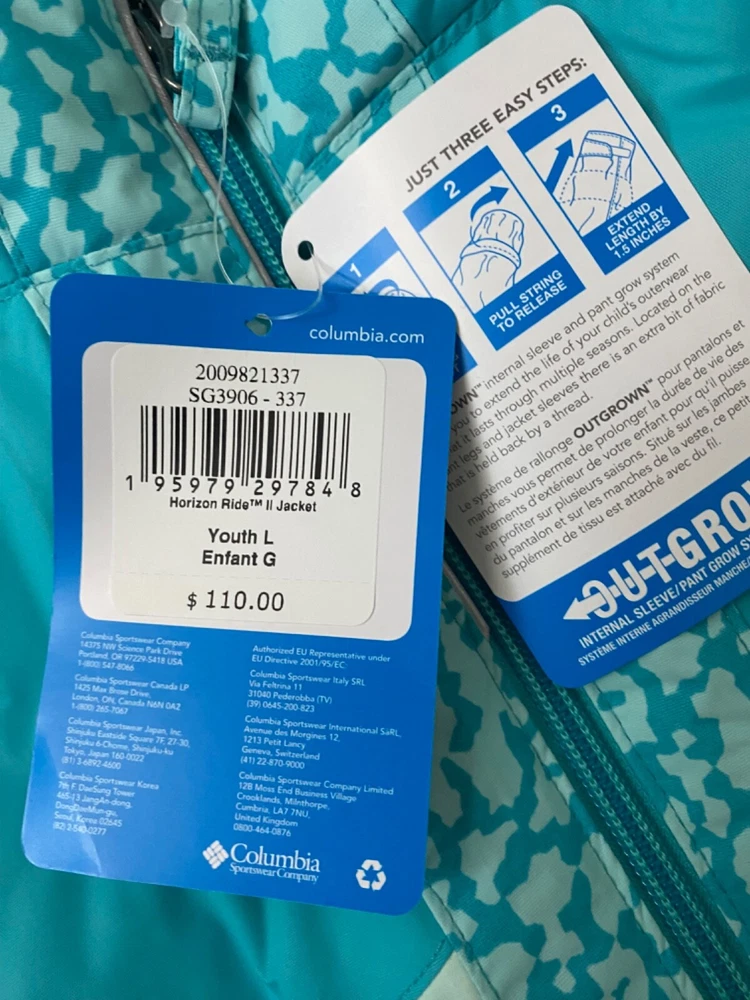 columbia.com
2009821337
SG3906 - 337
1 95979 29784 8
Horizon Ride™ II Jacket
Youth L
Enfant G
$ 110.00
Columbia Sportswear Company
14375 NW Science Park Drive
Portland, OR 97229-5418 USA
1-(800) 547-8066
Columbia Sportswear Canada LP
1425 Max Brose Drive,
London, ON, Canada N6N 0A2
1-(800) 265-7067
Columbia Sportswear Japan, Inc.
Shinjuku Eastside Square 7F, 27-30,
Shinjuku 6-Chome, Shinjuku-ku
Tokyo, Japan 160-0022
(81) 3-6892-4600
Columbia Sportswear Korea
7th F. DaeSung Tower
465-13 JangAn-dong,
DongDaeMun-gu,
Seoul, Korea 02645
(82) 2-540-0277
Authorized EU Representative under
EU Directive 2001/95/EC:
Columbia Sportswear Italy SRL
Via Feltrina 11
31040 Pederobba (TV)
(39) 0645-200-823
Columbia Sportswear International SaRL,
Avenue des Morgines 12,
1213 Petit Lancy
Geneva, Switzerland
(41) 22-870-9000
Columbia Sportswear Company Limited
12B Moss End Business Village
Crooklands, Milnthorpe,
Cumbria, LA7 7NU,
United Kingdom
0800-464-0876
Columbia
Sportswear Company
JUST THREE EASY STEPS:
1
2
PULL STRING
TO RELEASE
3
EXTEND
LENGTH BY
1.5 INCHES
internal sleeve and pant grow system
you to extend the life of your child's outerwear
it lasts through multiple seasons. Located on the
legs and jacket sleeves there is an extra bit of fabric
that is held back by a thread.
Le système de rallonge OUTGROWN™ pour pantalons et
manches vous permet de prolonger la durée de vie des
vêtements d'extérieur de votre enfant pour qu'il puisse
en profiter sur plusieurs saisons. Situé sur les jambes
du pantalon et sur les manches de la veste, ce petit
supplément de tissu est attaché avec du fil.
OUTGRO
INTERNAL SLEEVE/PANT GROW
SYSTÈME INTERNE AGRANDISSEUR